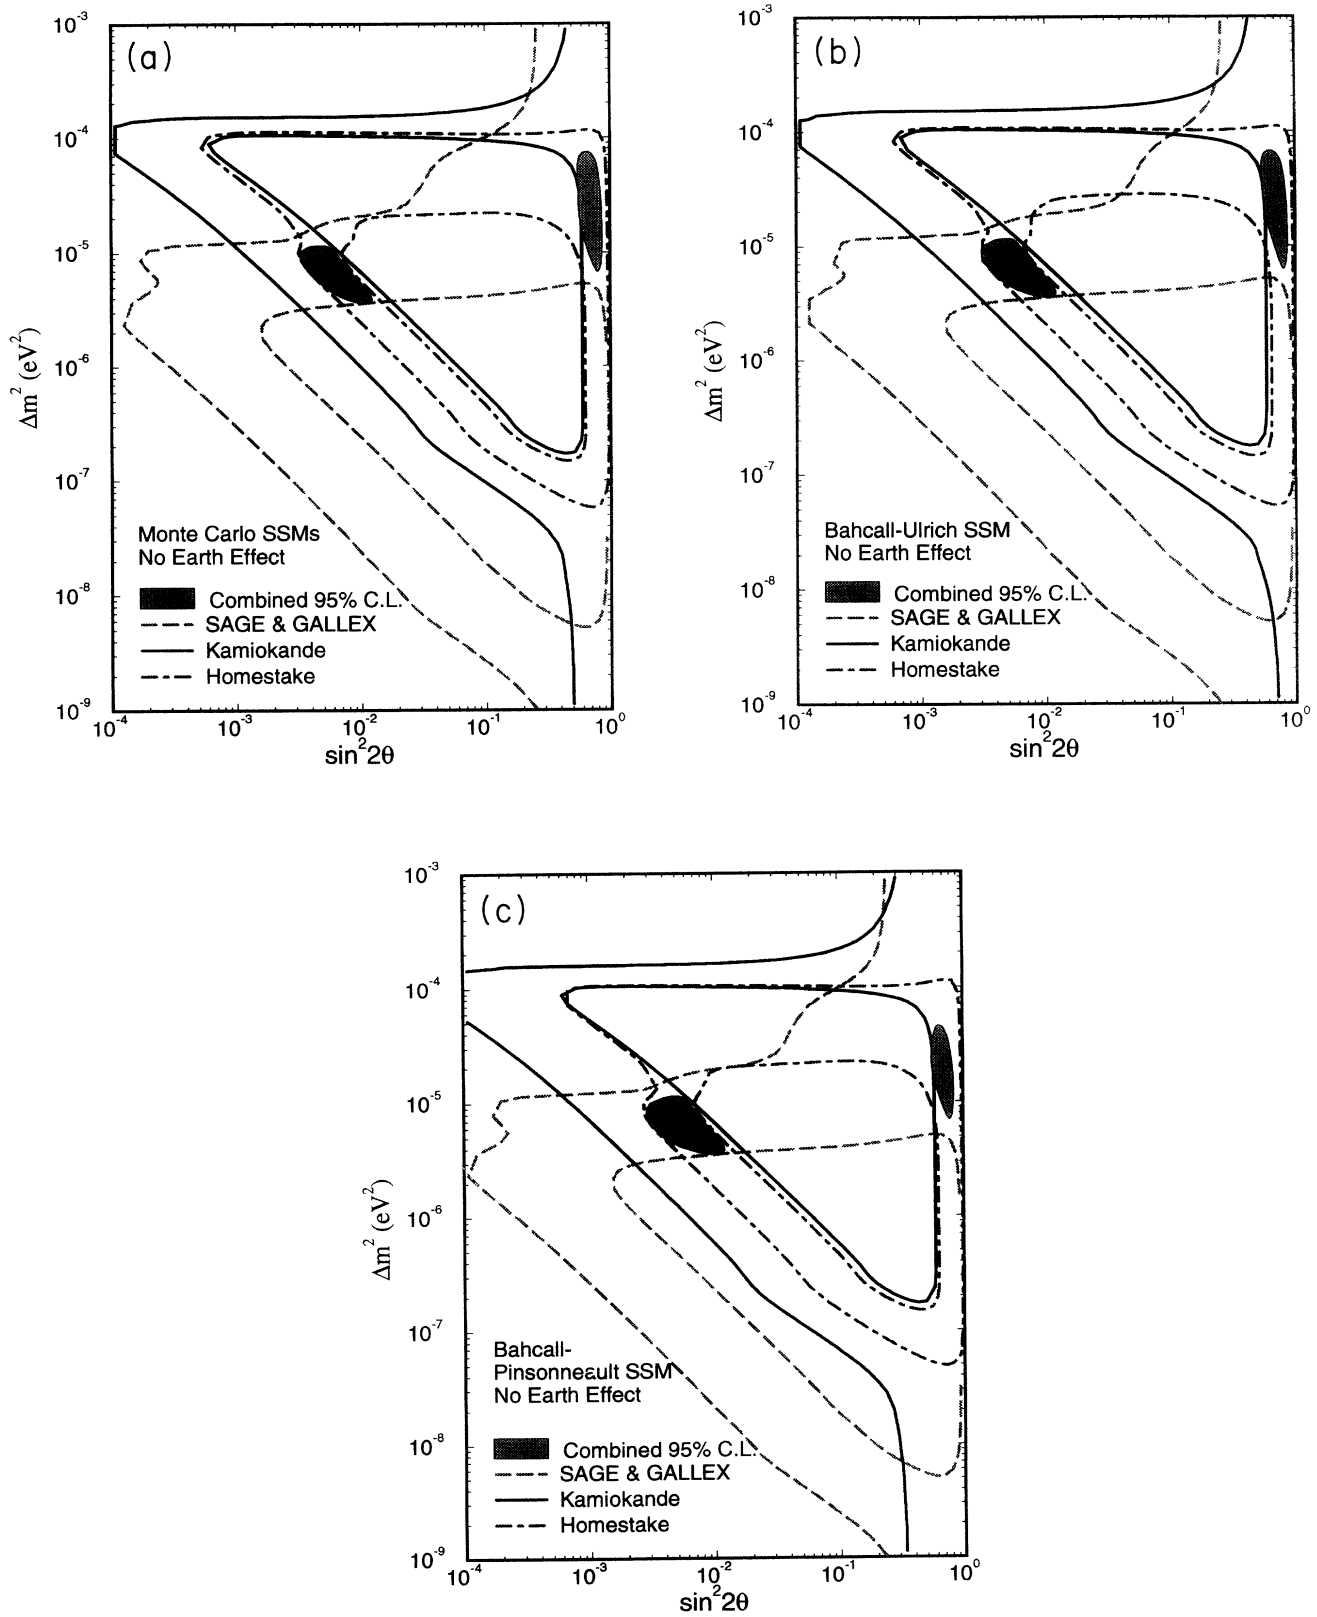 (a)
10⁻³
10⁻⁴
10⁻⁵
10⁻⁶
10⁻⁷
10⁻⁸
10⁻⁹
Δm² (eV²)
Monte Carlo SSMs
No Earth Effect
Combined 95% C.L.
SAGE & GALLEX
Kamiokande
Homestake
10⁻⁴ 10⁻³ 10⁻² 10⁻¹ 10⁰
sin²2θ
(b)
10⁻³
10⁻⁴
10⁻⁵
10⁻⁶
10⁻⁷
10⁻⁸
10⁻⁹
Δm² (eV²)
Bahcall-Ulrich SSM
No Earth Effect
Combined 95% C.L.
SAGE & GALLEX
Kamiokande
Homestake
10⁻⁴ 10⁻³ 10⁻² 10⁻¹ 10⁰
sin²2θ
(c)
10⁻³
10⁻⁴
10⁻⁵
10⁻⁶
10⁻⁷
10⁻⁸
10⁻⁹
Δm² (eV²)
Bahcall-
Pinsonneault SSM
No Earth Effect
Combined 95% C.L.
SAGE & GALLEX
Kamiokande
Homestake
10⁻⁴ 10⁻³ 10⁻² 10⁻¹ 10⁰
sin²2θ